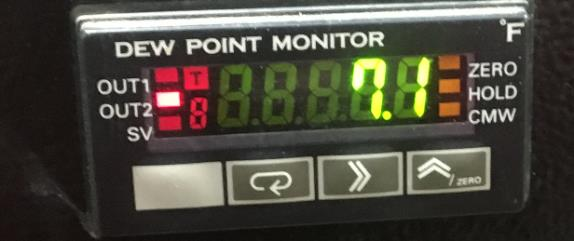 °F
DEW POINT MONITOR
OUT1 T ZERO
OUT2 7.1 HOLD
SV CMW
/ZERO